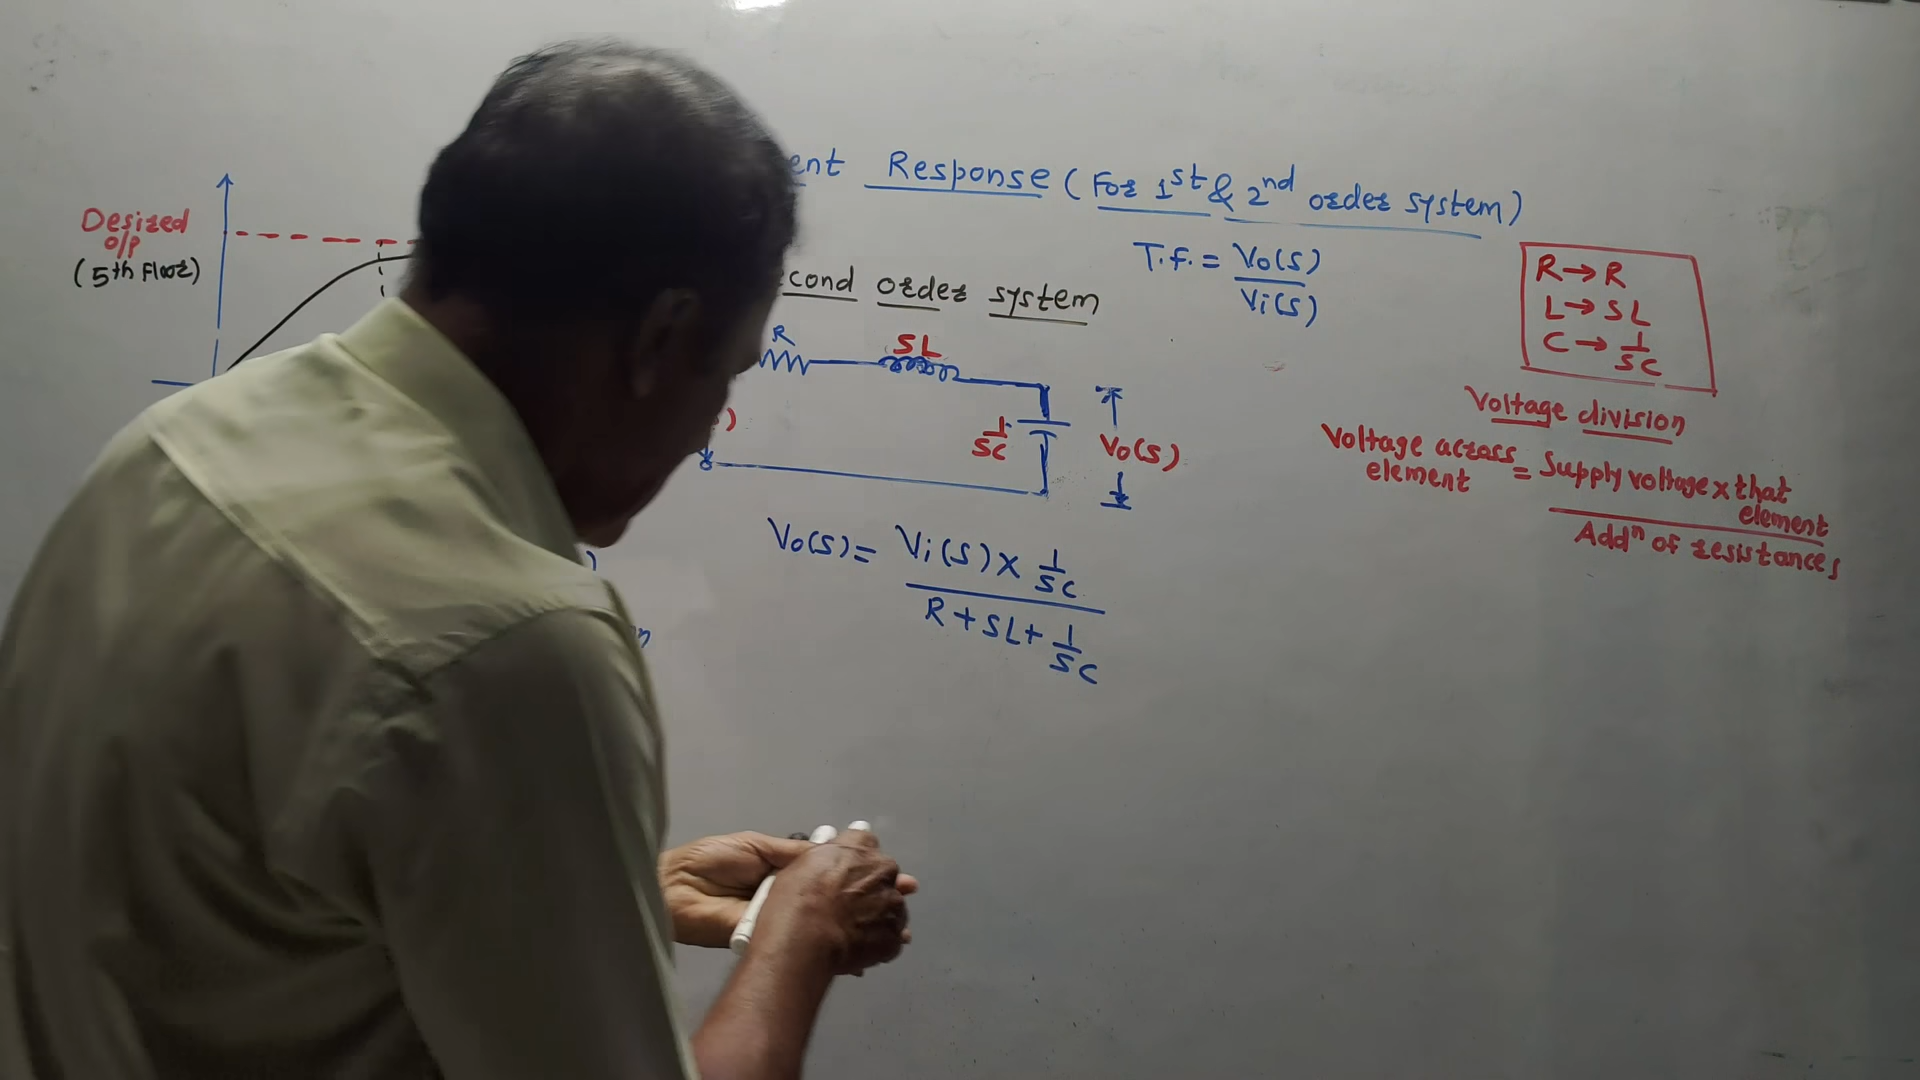 Response (For 1st & 2nd order system)
Desired
o/p
(5th Floor)
T.f. = Vo(s)
Vi(s)
order system
R
SL
1
SC
Vo(s)
R → R
L → SL
C → 1
SC
Voltage division
Voltage across
element
= Supply voltage x that
element
Addn of resistances
Vo(s) = Vi(s) x 1
SC
R + SL + 1
SC